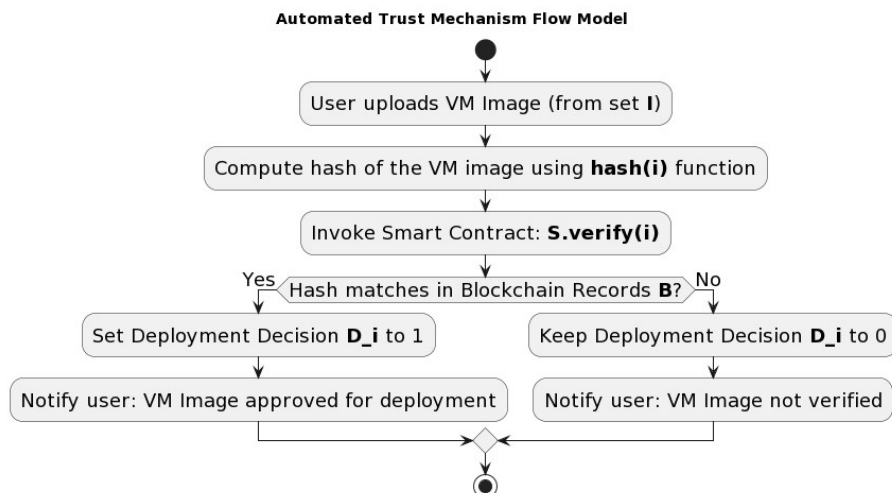 Automated Trust Mechanism Flow Model
User uploads VM Image (from set I)
Compute hash of the VM image using hash(i) function
Invoke Smart Contract: S.verify(i)
Yes
Hash matches in Blockchain Records B?
No
Set Deployment Decision D_i to 1
Keep Deployment Decision D_i to 0
Notify user: VM Image approved for deployment
Notify user: VM Image not verified